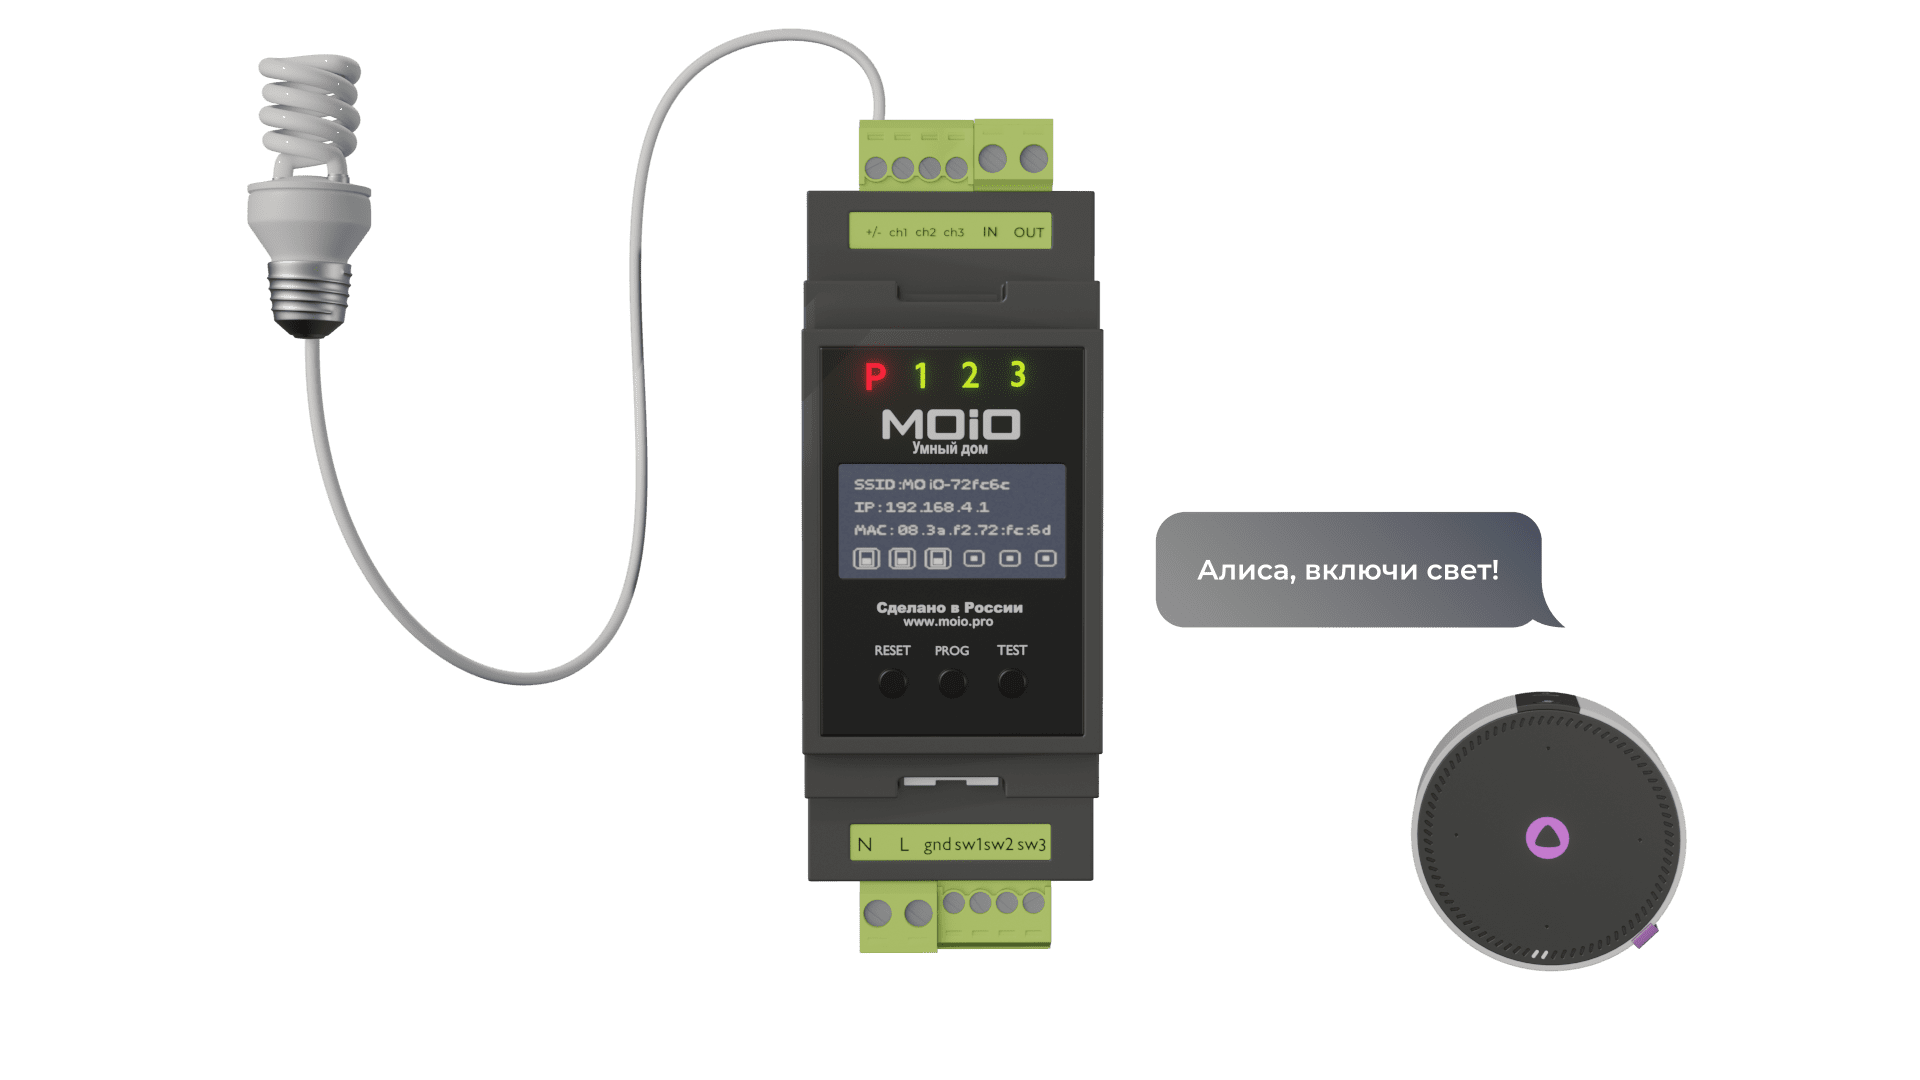 +/- ch1 ch2 ch3 IN OUT
P 1 2 3
MOiO
Умный дом
SSID:MOiO-72fc6c
IP:192.168.4.1
MAC:08.3a.f2.72:fc:6d
Сделано в России
www.moio.pro
RESET PROG TEST
N L gnd sw1 sw2 sw3
Алиса, включи свет!